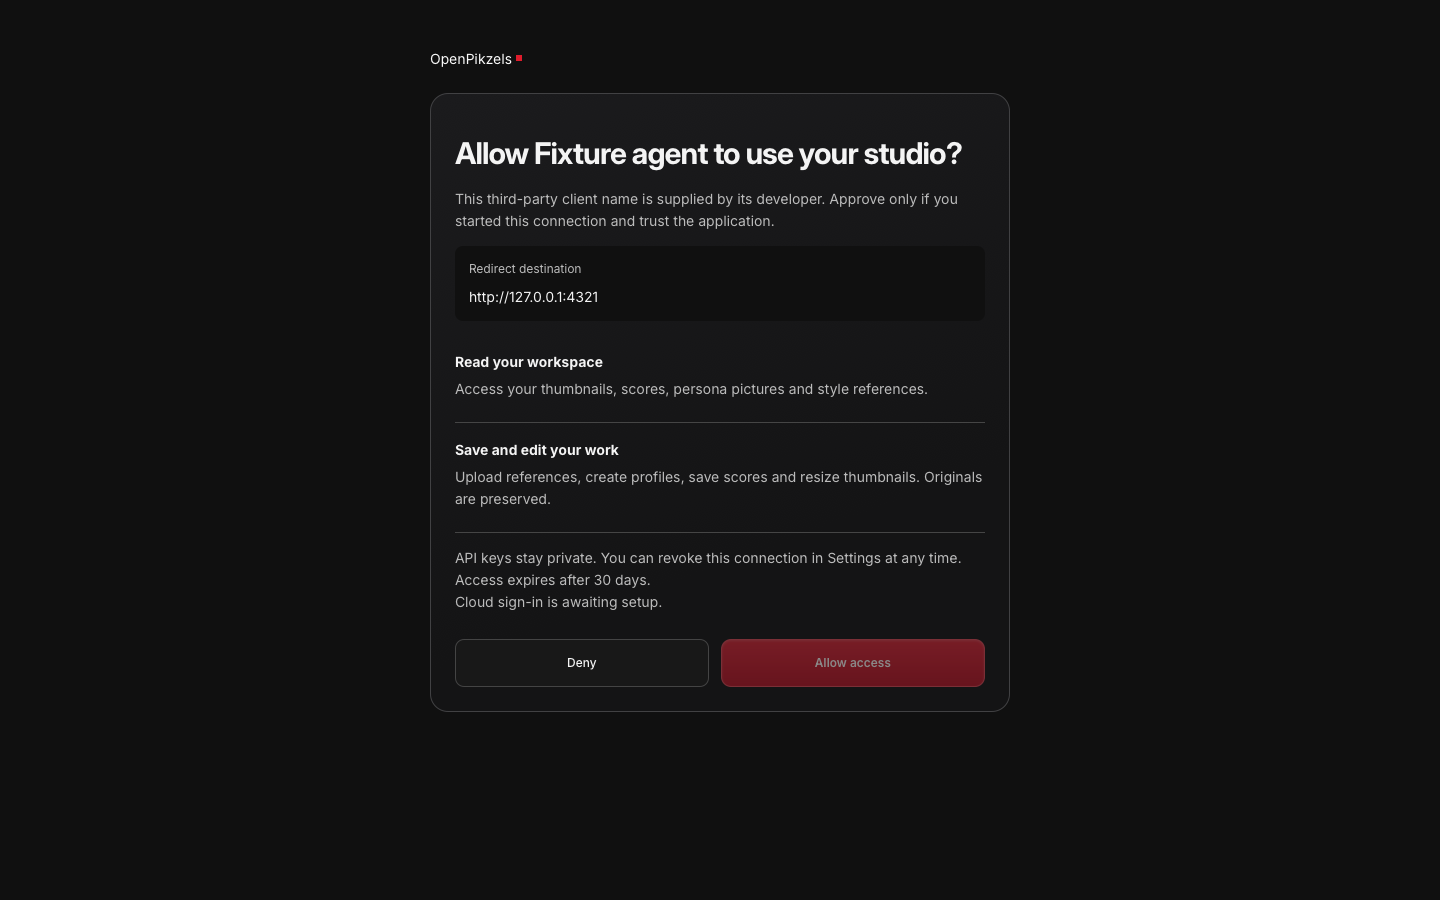 OpenPikzels
Allow Fixture agent to use your studio?
This third-party client name is supplied by its developer. Approve only if you
started this connection and trust the application.
Redirect destination
http://127.0.0.1:4321
Read your workspace
Access your thumbnails, scores, persona pictures and style references.
Save and edit your work
Upload references, create profiles, save scores and resize thumbnails. Originals
are preserved.
API keys stay private. You can revoke this connection in Settings at any time.
Access expires after 30 days.
Cloud sign-in is awaiting setup.
Deny
Allow access